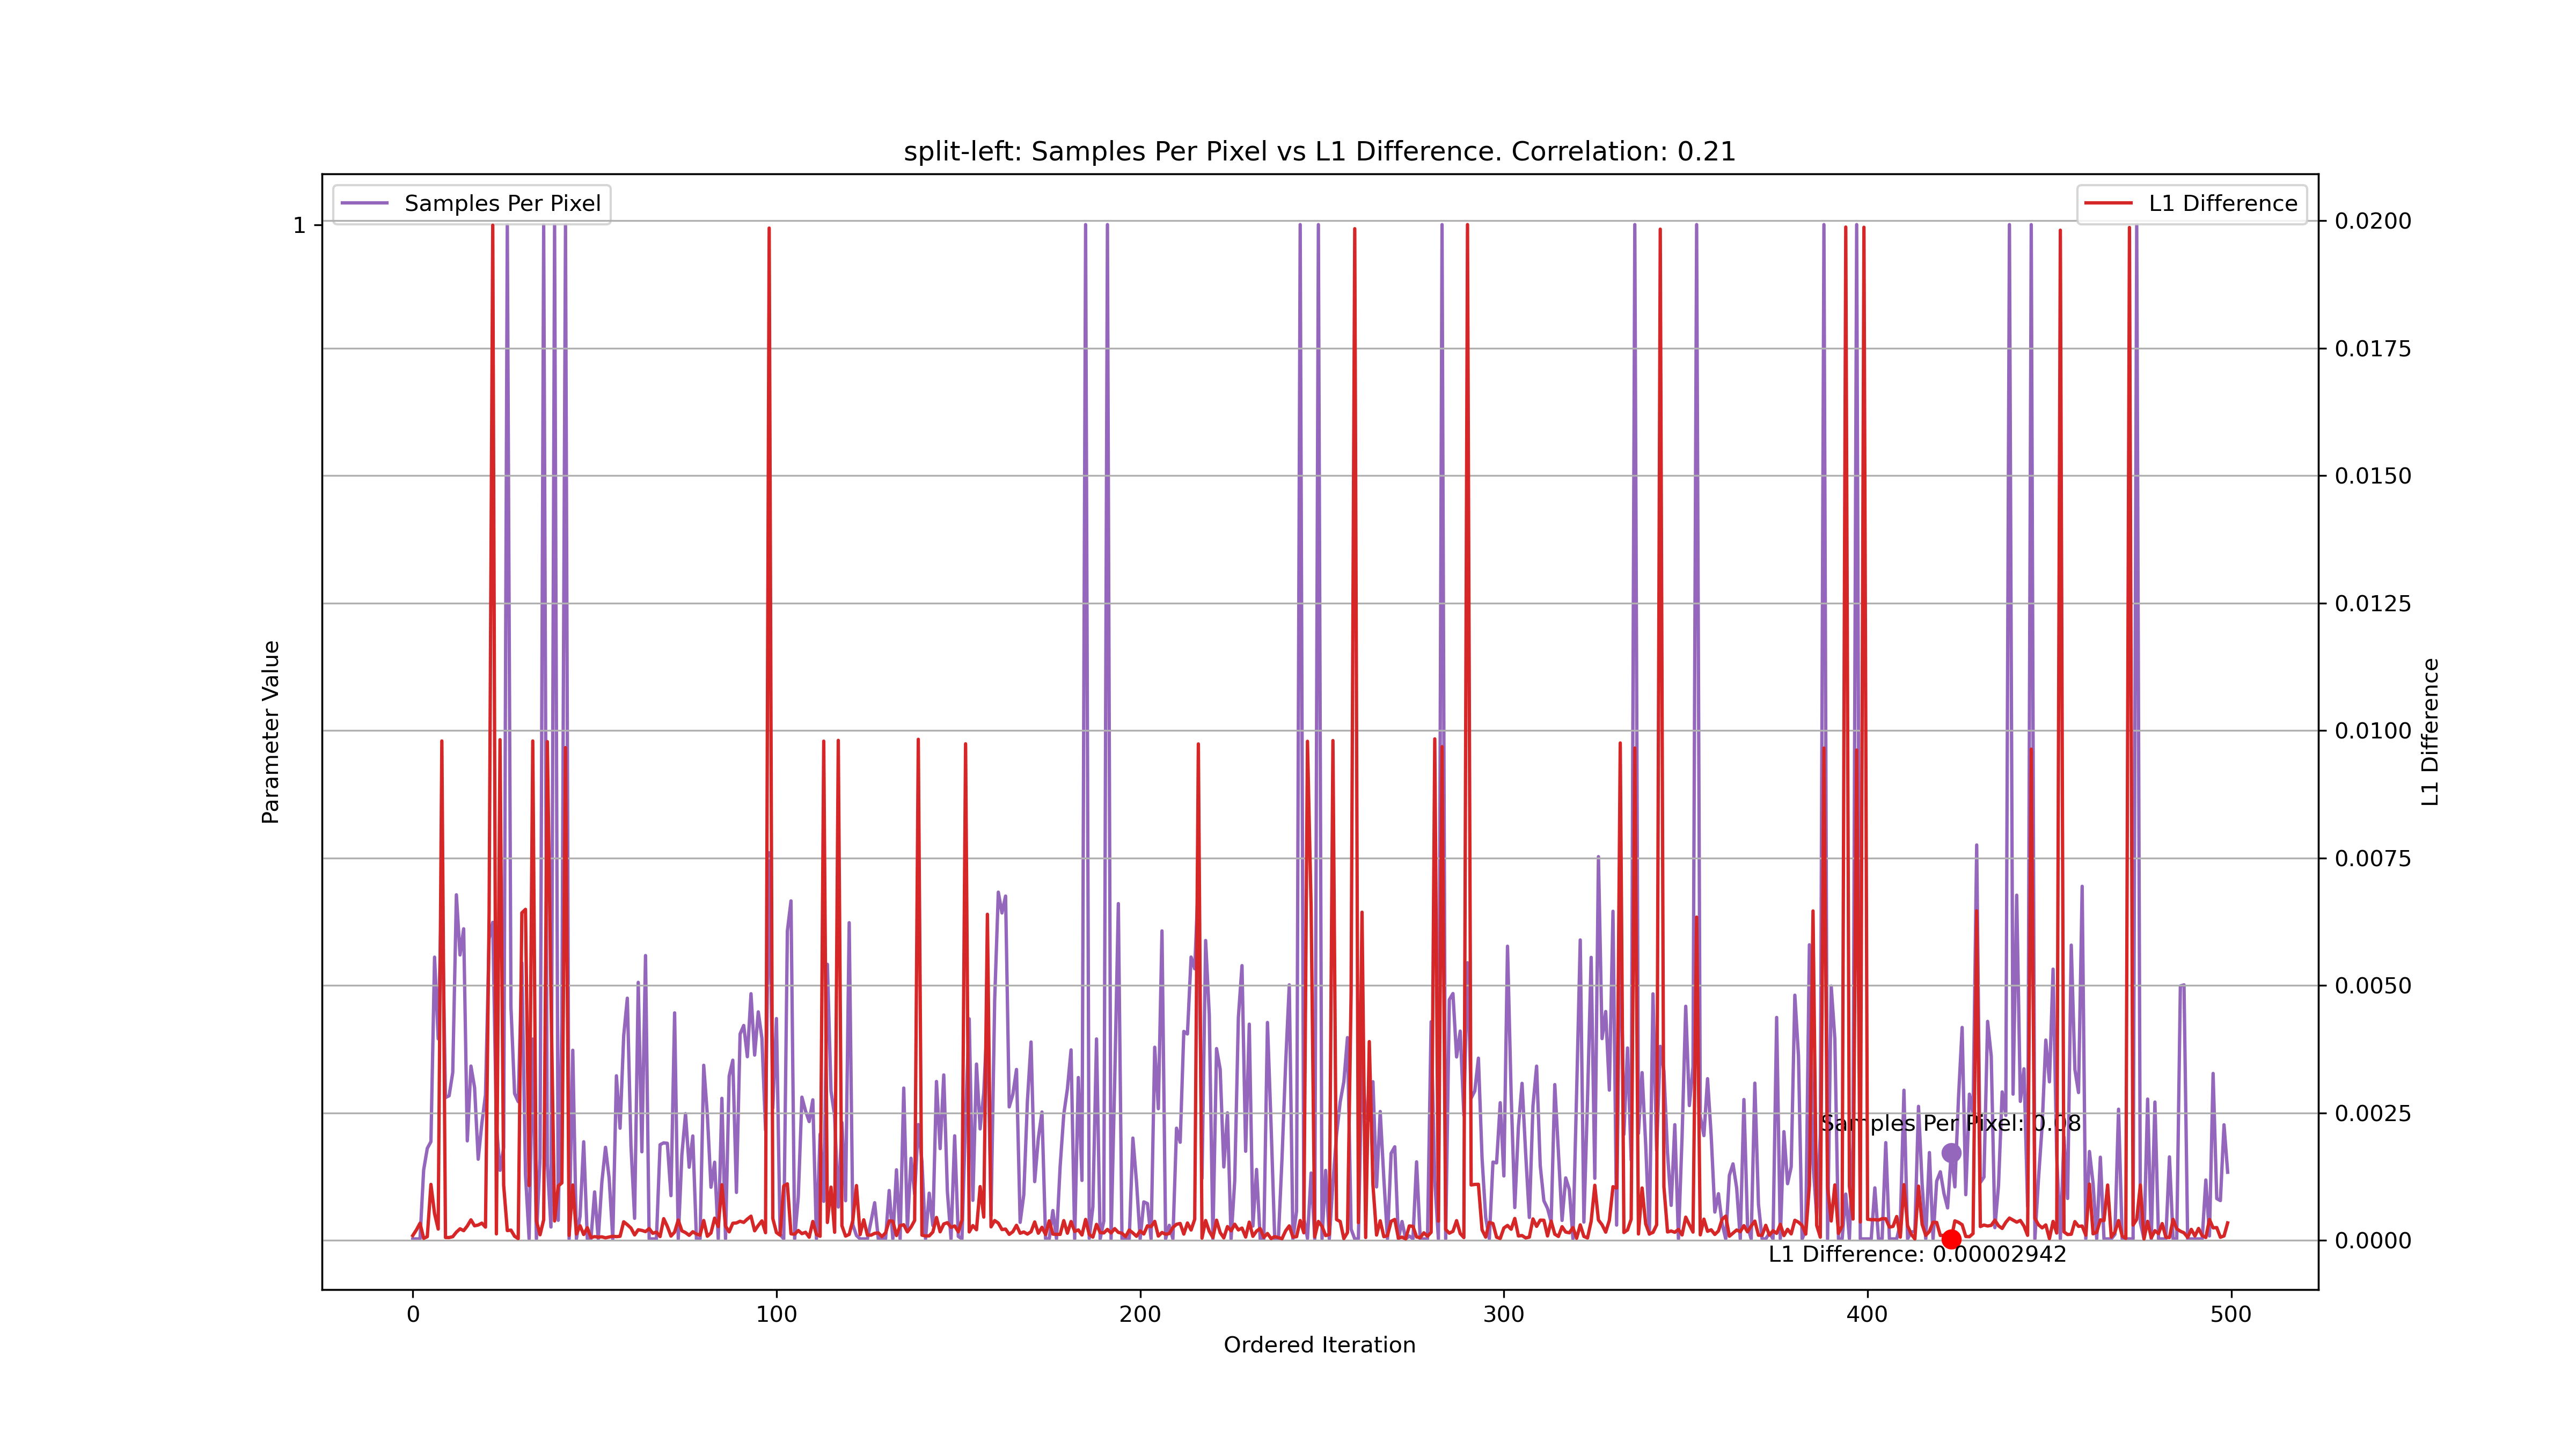 split-left: Samples Per Pixel vs L1 Difference. Correlation: 0.21
Samples Per Pixel
L1 Difference
1
0.0200
0.0175
0.0150
0.0125
0.0100
0.0075
0.0050
0.0025
0.0000
Parameter Value
L1 Difference
Samples Per Pixel: 0.08
L1 Difference: 0.00002942
0
100
200
300
400
500
Ordered Iteration